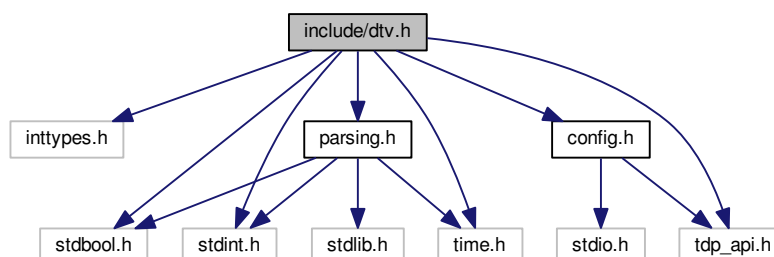 include/dtv.h
inttypes.h
parsing.h
config.h
stdbool.h
stdint.h
stdlib.h
time.h
stdio.h
tdp_api.h